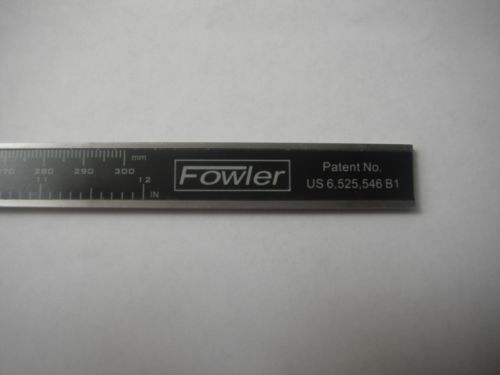 270 280 290 300 mm
11 12 IN
Fowler
Patent No.
US 6,525,546 B1